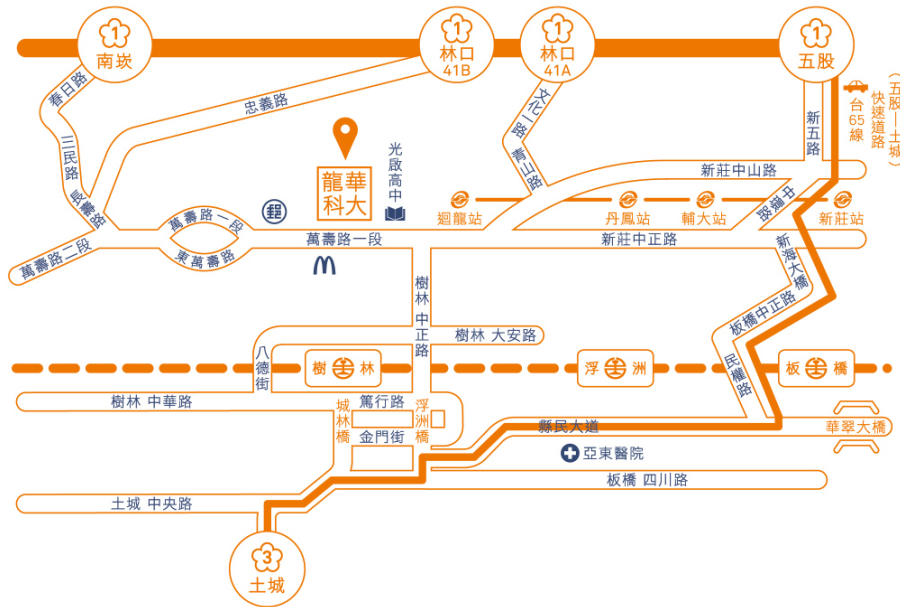 1
南崁
1
林口
41B
1
林口
41A
1
五股
(五股—土城)
快速道路
台65線
春日路
忠義路
文化一路
青山路
新五路
三民路
長壽路
龍華
科大
光啟高中
郵
新莊中山路
中央路
迴龍站
丹鳳站
輔大站
新莊站
萬壽路一段
東萬壽路
萬壽路二段
萬壽路一段
新莊中正路
新海大橋
樹林 中正路
板橋中正路
樹林 大安路
八德街
民權路
樹 林
浮 洲
板 橋
樹林 中華路
城林橋
篤行路
浮洲橋
金門街
縣民大道
華翠大橋
亞東醫院
板橋 四川路
土城 中央路
3
土城